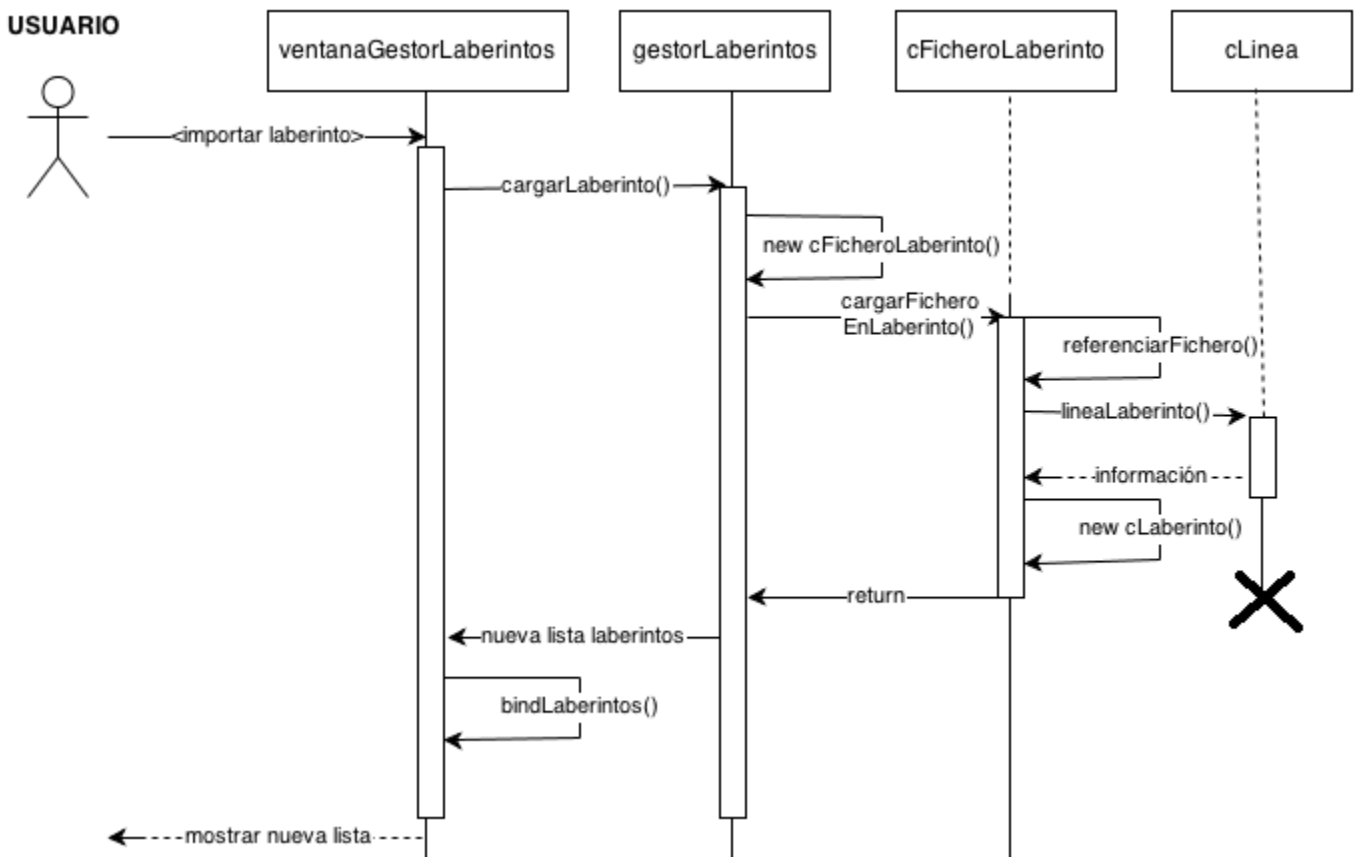 USUARIO
ventanaGestorLaberintos
gestorLaberintos
cFicheroLaberinto
cLinea
<importar laberinto>
cargarLaberinto()
new cFicheroLaberinto()
cargarFichero
EnLaberinto()
referenciarFichero()
lineaLaberinto()
información
new cLaberinto()
return
nueva lista laberintos
bindLaberintos()
mostrar nueva lista